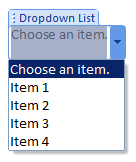 Dropdown List
Choose an item.
Choose an item.
Item 1
Item 2
Item 3
Item 4